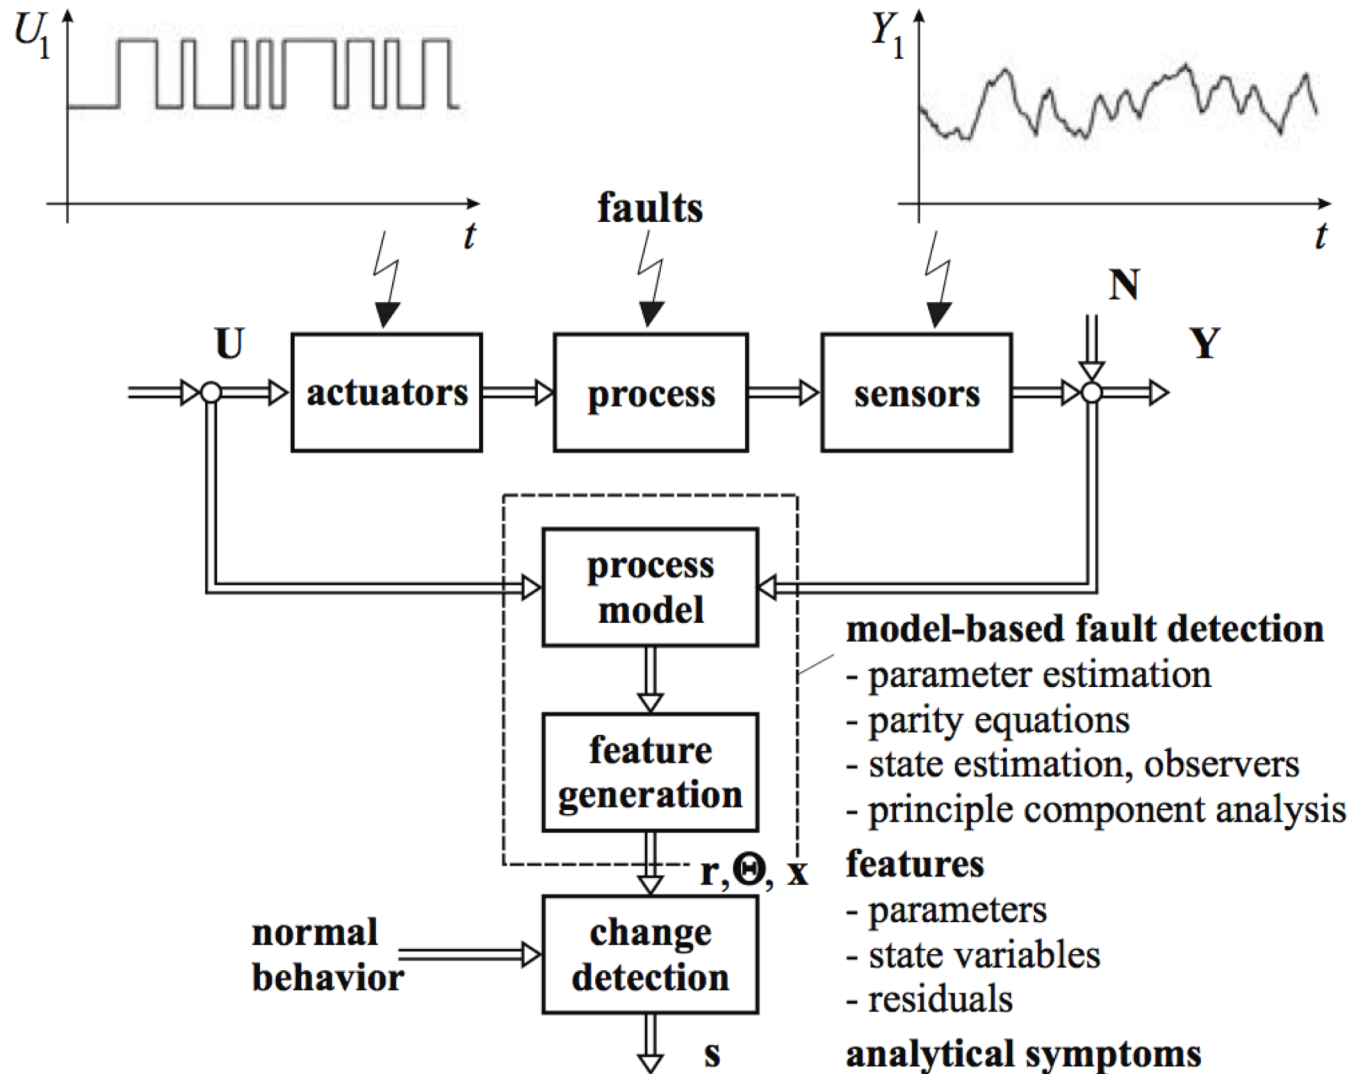 U1
Y1
t
faults
t
N
U
Y
actuators
process
sensors
process
model
model-based fault detection
- parameter estimation
- parity equations
- state estimation, observers
- principle component analysis
feature
generation
r,Θ, x
features
- parameters
- state variables
- residuals
normal
behavior
change
detection
s
analytical symptoms